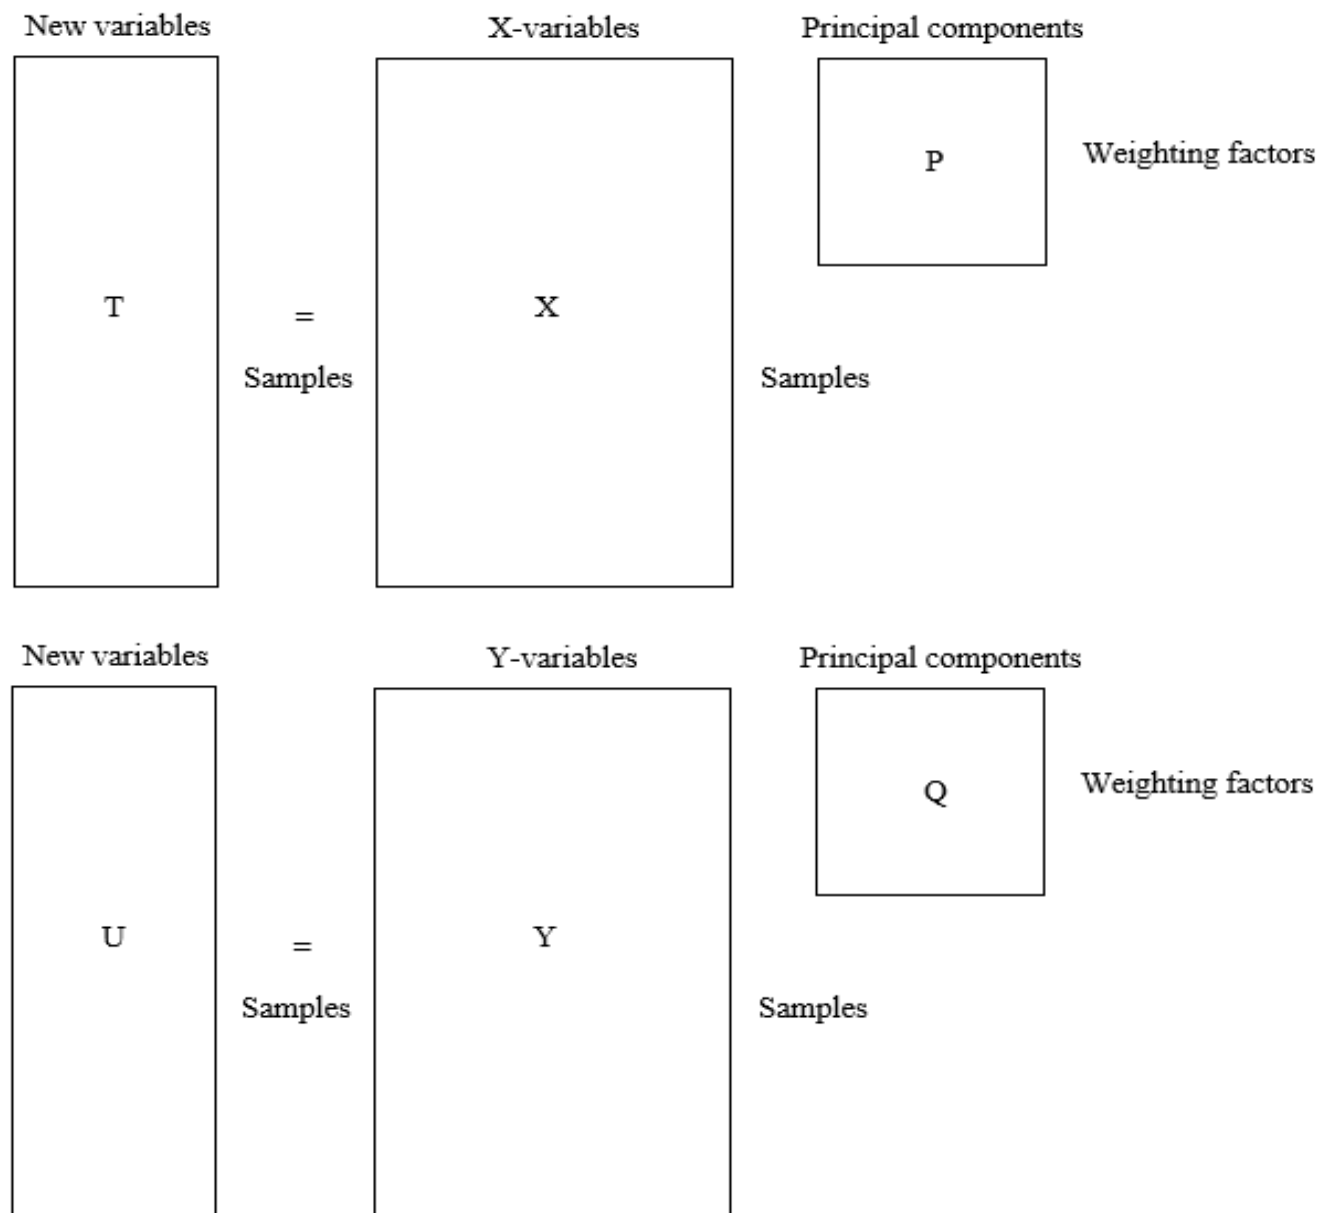 New variables
X-variables
Principal components
P
Weighting factors
T
=
X
Samples
Samples
New variables
Y-variables
Principal components
Q
Weighting factors
U
=
Y
Samples
Samples